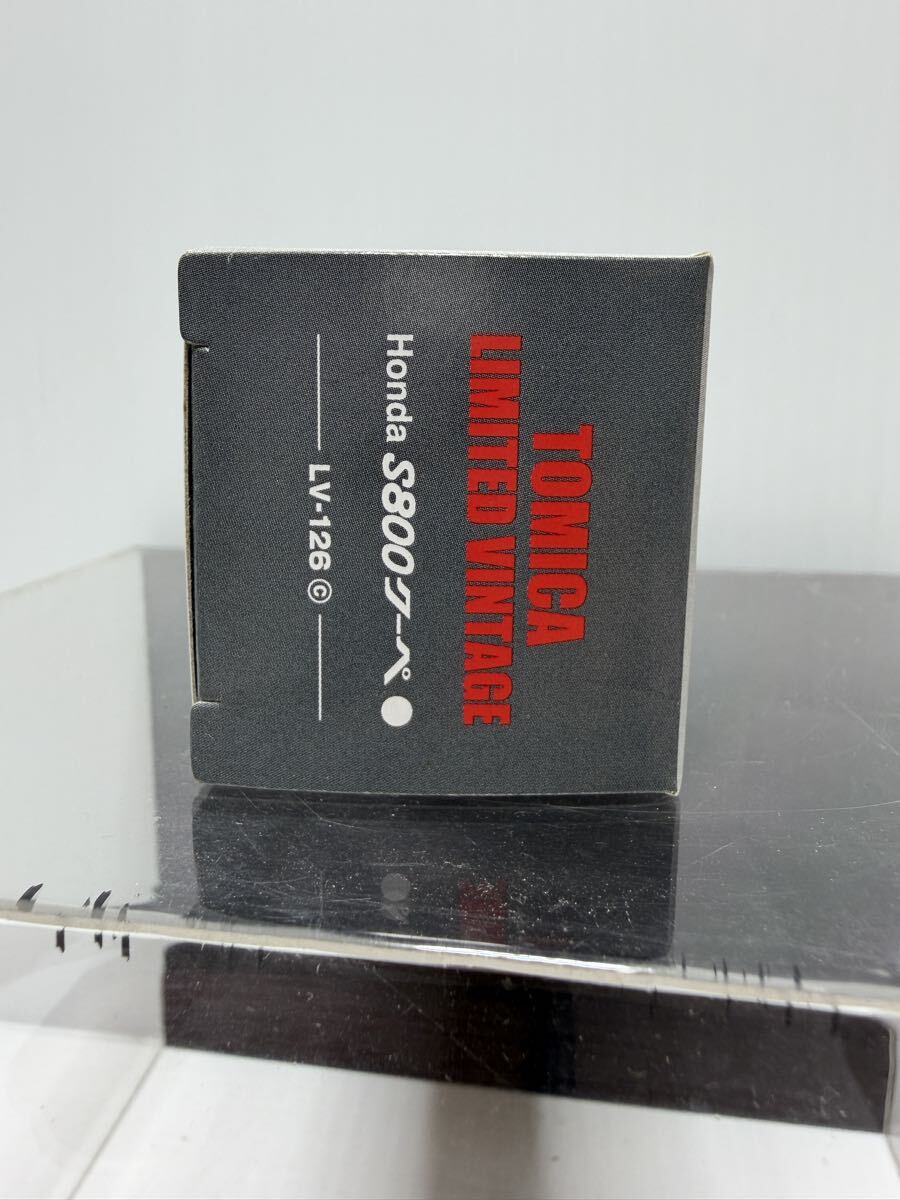 TOMICA
LIMITED VINTAGE
Honda S800クーペ
LV-126 ©